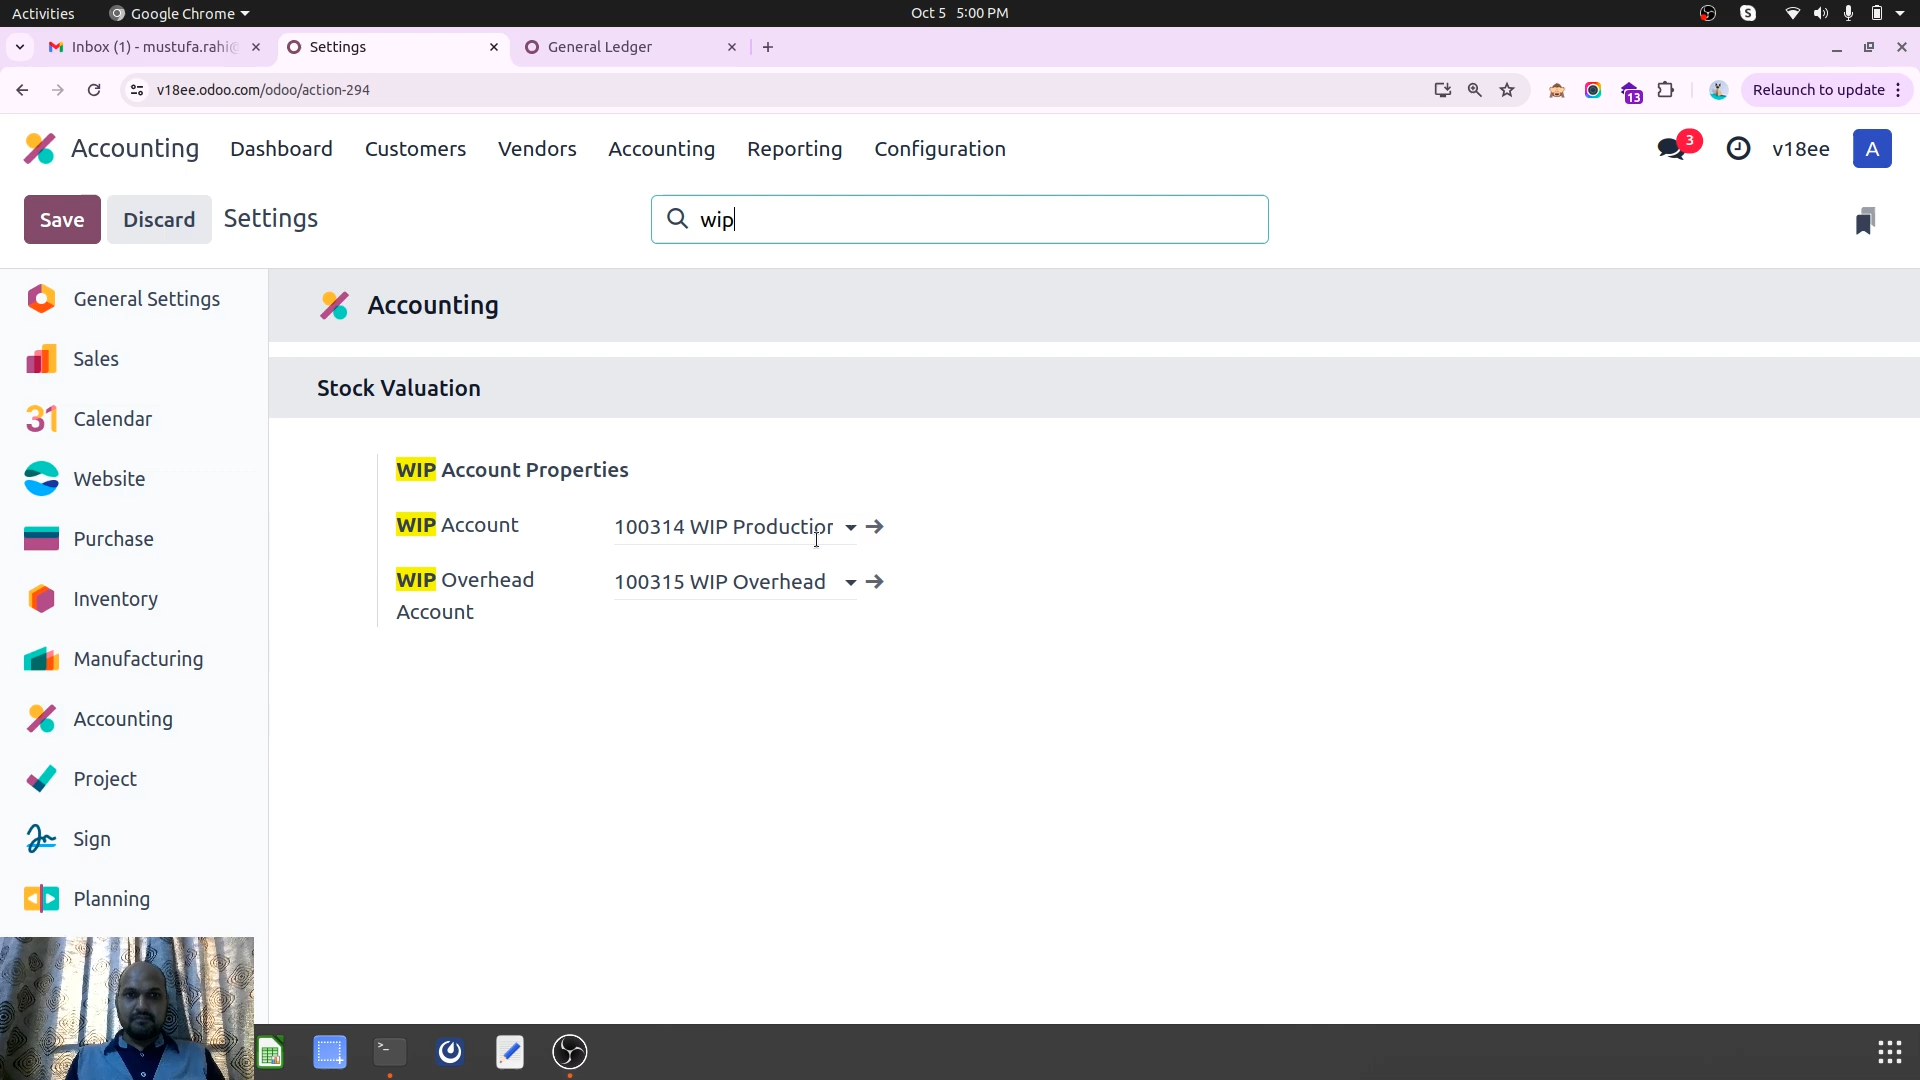 Activities Google Chrome Oct 5 5:00 PM
Inbox (1) - mustufa.rahi@ Settings General Ledger
v18ee.odoo.com/odoo/action-294 13 Relaunch to update
Accounting Dashboard Customers Vendors Accounting Reporting Configuration 3 v18ee A
Save Discard Settings wip
General Settings
Sales
31 Calendar
Website
Purchase
Inventory
Manufacturing
Accounting
Project
Sign
Planning
Accounting
Stock Valuation
WIP Account Properties
WIP Account 100314 WIP Production
WIP Overhead Account 100315 WIP Overhead